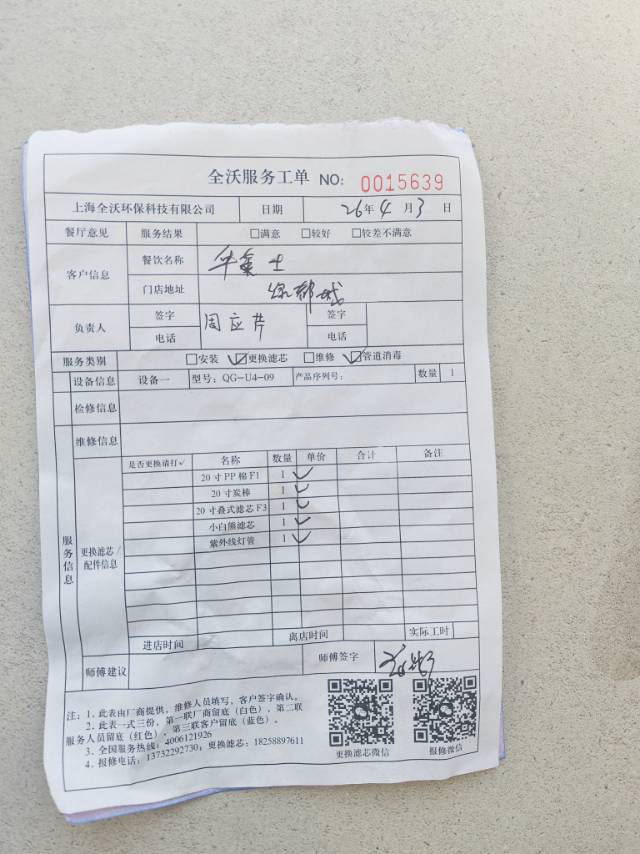 全沃服务工单 NO: 0015639
上海全沃环保科技有限公司 日期 26年 4 月 3 日
餐厅意见 服务结果 □满意 □较好 □较差不满意
客户信息 餐饮名称 华莱士
门店地址
负责人 签字 周应芹 签字
电话 电话
服务类别 □安装 ☑更换滤芯 □维修 ☑管道消毒
设备信息 设备一 型号: QG-U4-09 产品序列号: 数量 1
检修信息
维修信息
服务信息
更换滤芯/
配件信息
是否更换请打√ 名称 数量 单价 合计 备注
20寸PP棉F1 1 ✓
20寸炭棒 1 ✓
20寸叠式滤芯F3 1 ✓
小白熊滤芯 1 ✓
紫外线灯管 1 ✓
进店时间 离店时间 实际工时
师傅建议 师傅签字
注: 1. 此表由厂商提供, 维修人员填写, 客户签字确认。
2. 此表一式三份, 第一联厂商留底(白色), 第二联
服务人员留底(红色), 第三联客户留底(蓝色)。
3. 全国服务热线: 4006121926
4. 报修电话: 13732292730; 更换滤芯: 18258897611
更换滤芯微信 报修微信